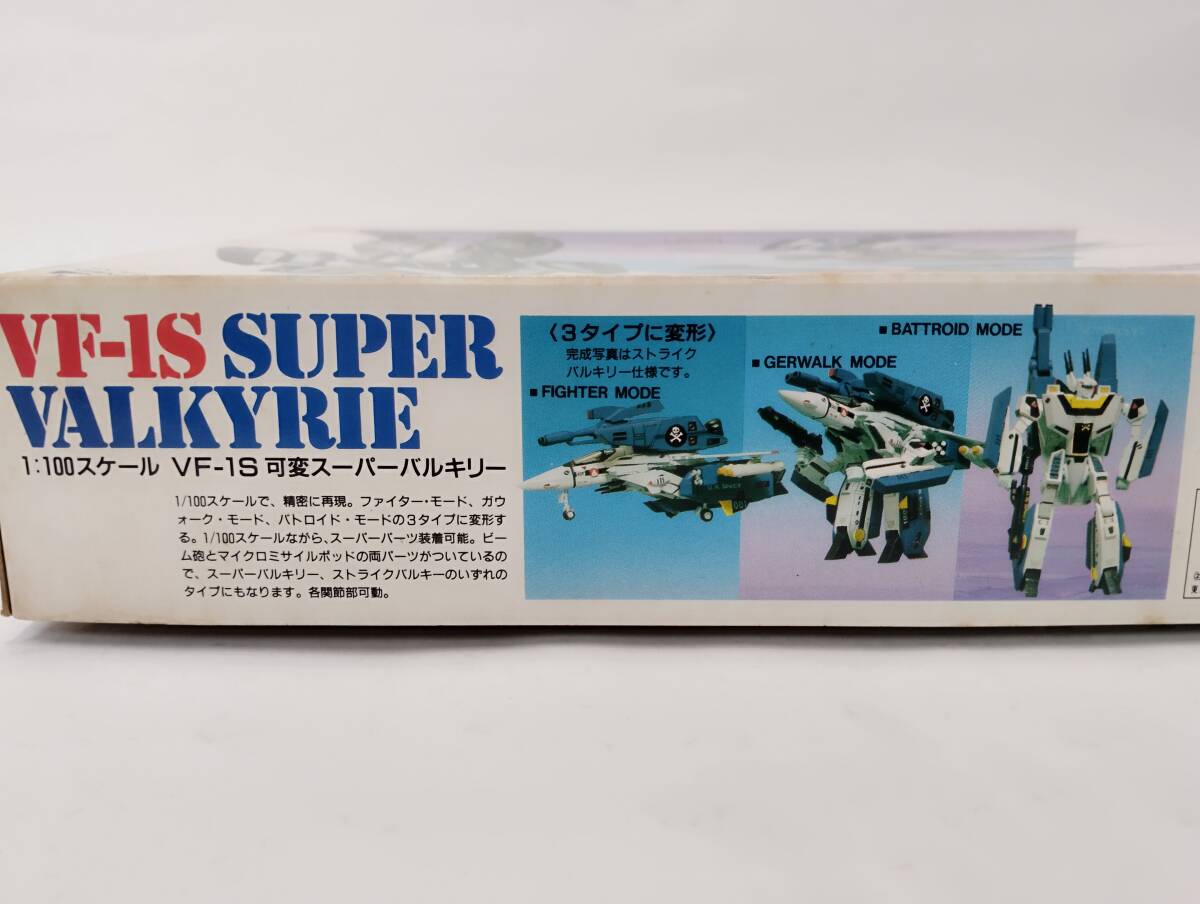 VF-1S SUPER
VALKYRIE
1:100スケール VF-1S 可変スーパーバルキリー
1/100スケールで、精密に再現。ファイター・モード、ガウ
ォーク・モード、バトロイド・モードの3タイプに変形す
る。1/100スケールながら、スーパーパーツ装着可能。ビー
ム砲とマイクロミサイルポッドの両パーツがついているの
で、スーパーバルキリー、ストライクバルキーのいずれの
タイプにもなります。各関節部可動。
〈3タイプに変形〉
完成写真はストライク
バルキリー仕様です。
■FIGHTER MODE
■GERWALK MODE
■BATTROID MODE
東